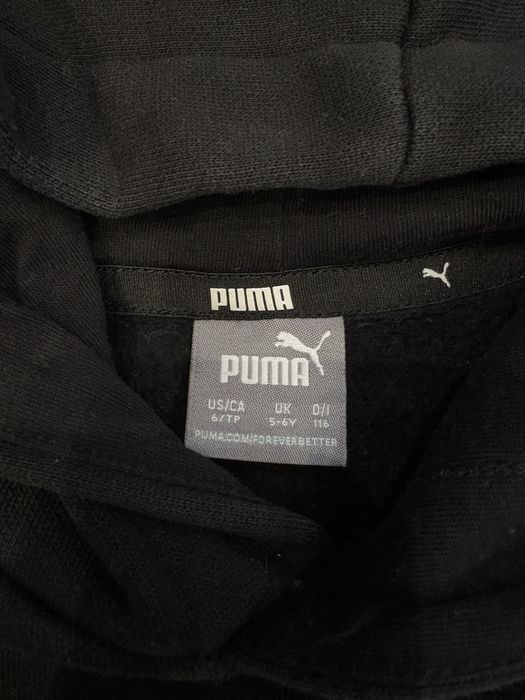 PUMA
PUMA
US/CA UK D/I
6/TP 5-6Y 116
PUMA.COM/FOREVERBETTER